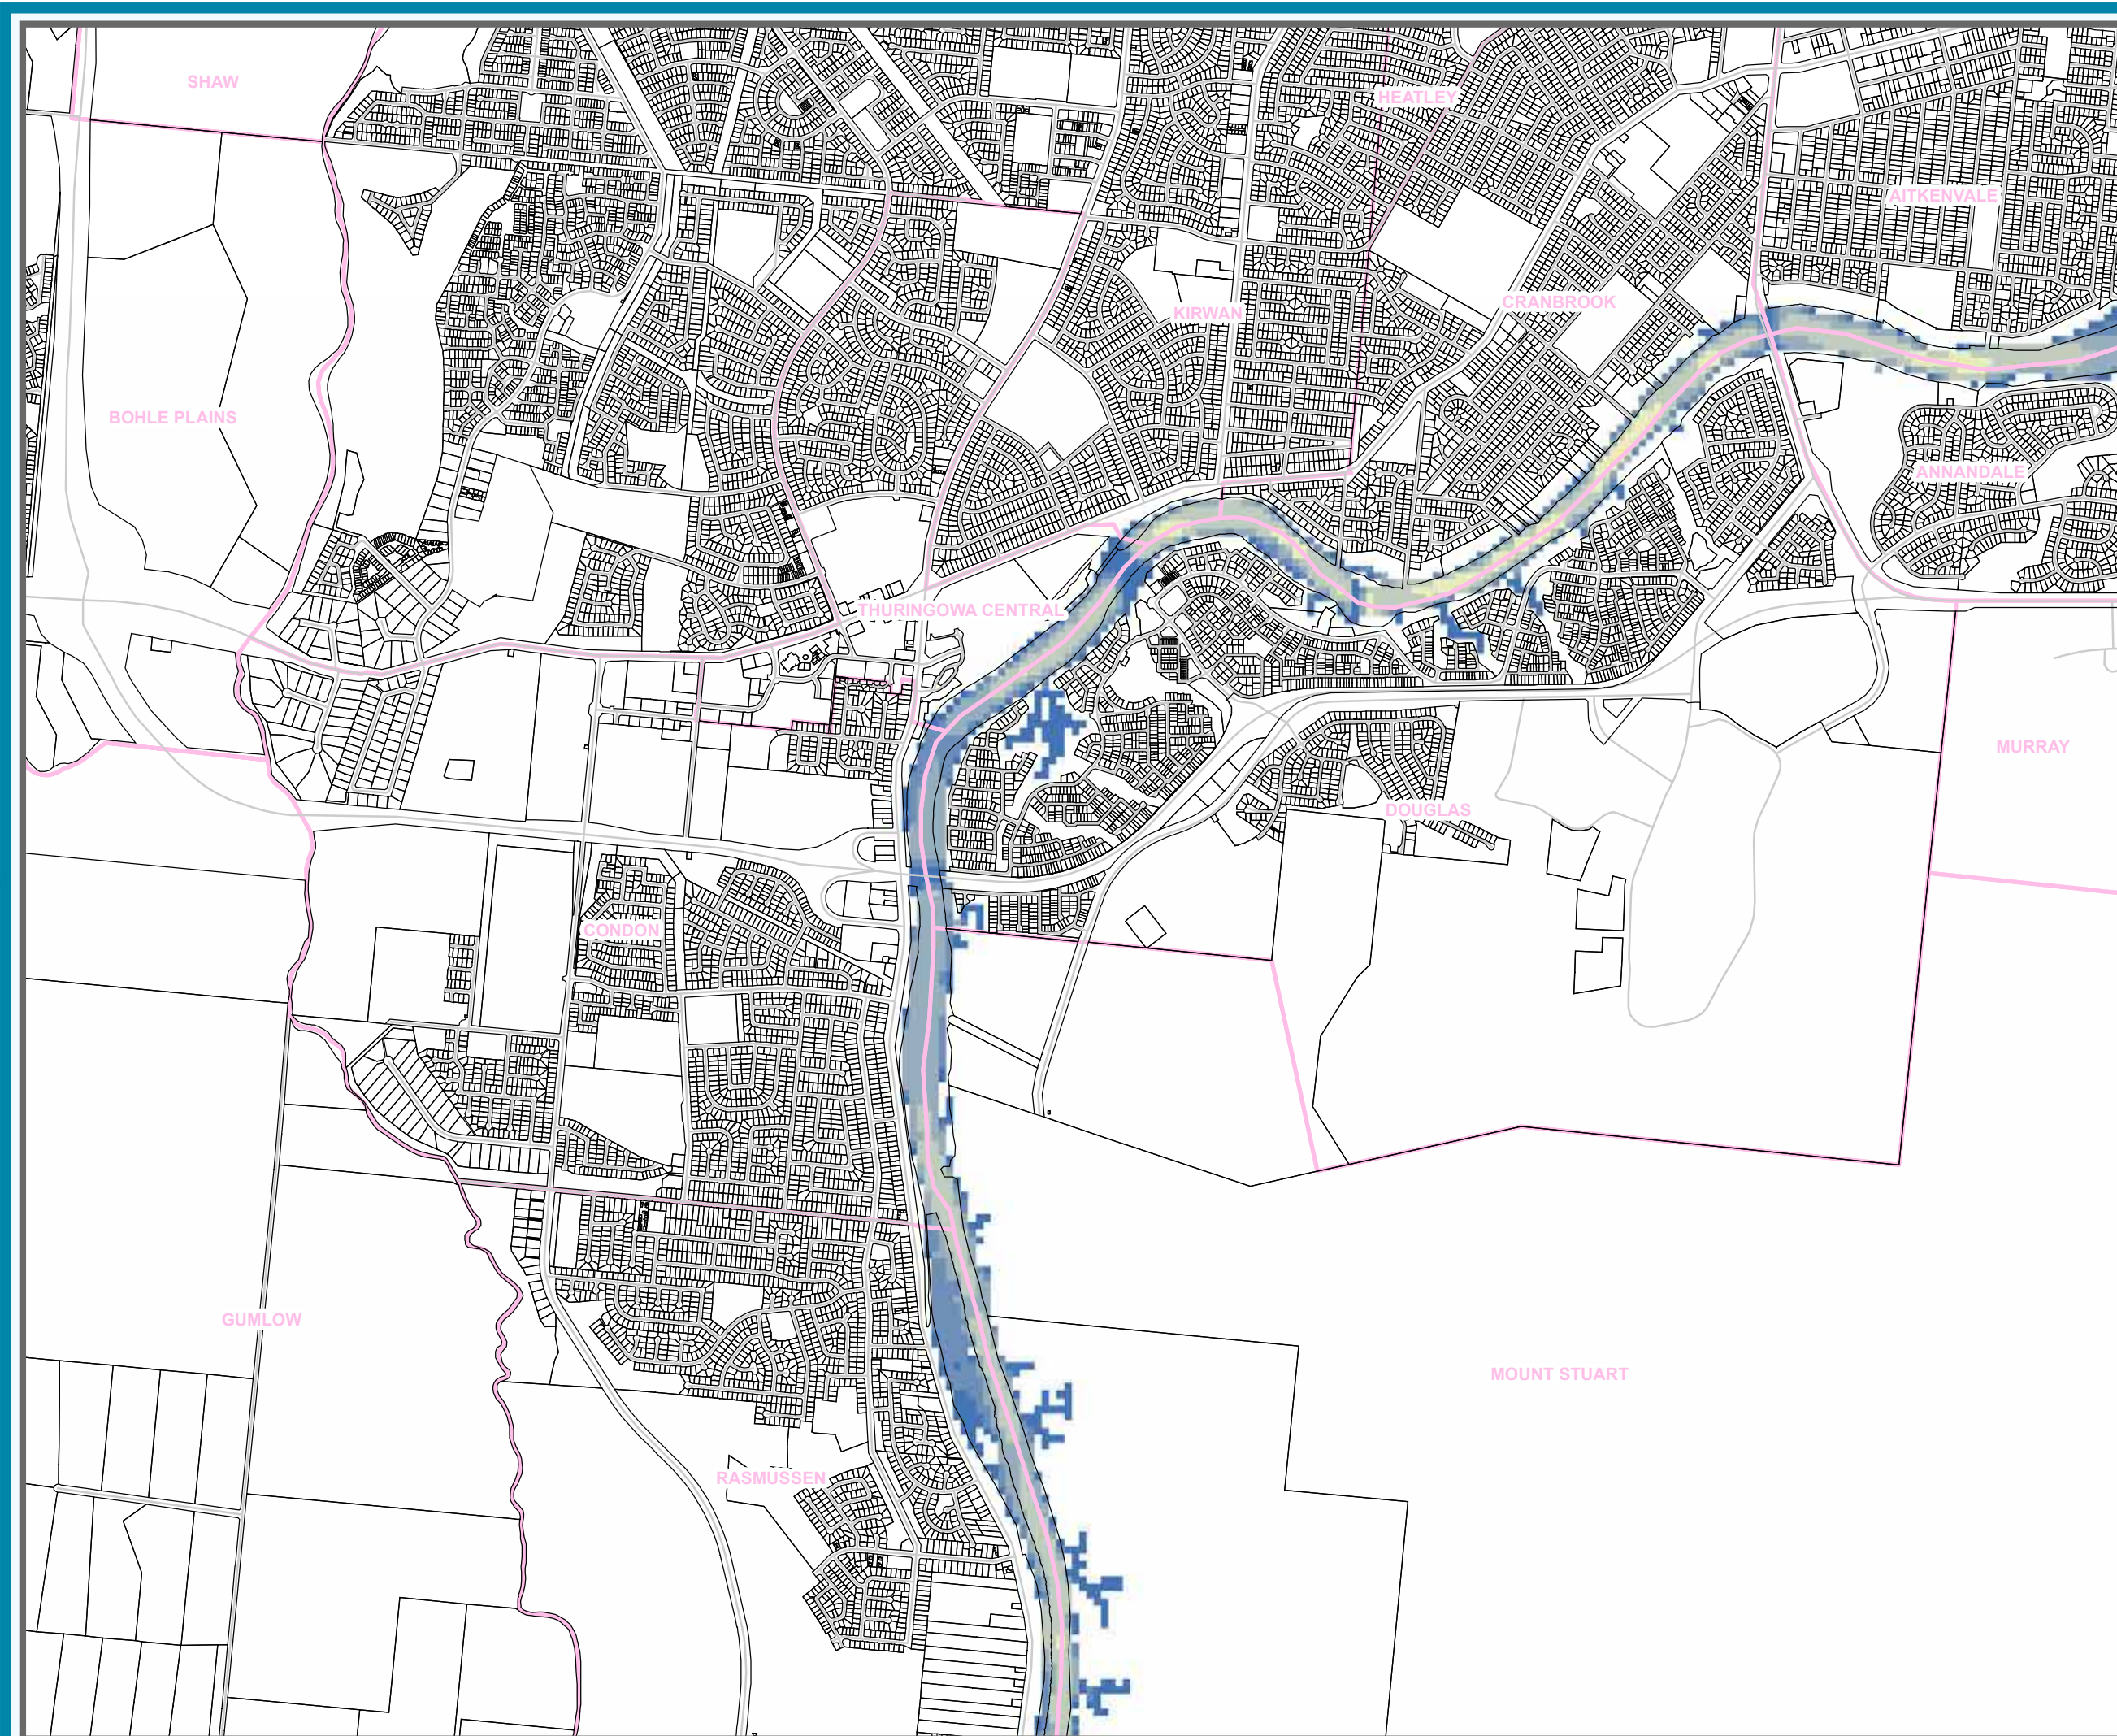 SHAW
HEATLEY
AITKENVALE
CRANBROOK
KIRWAN
BOHLE PLAINS
ANNANDALE
THURINGOWA CENTRAL
MURRAY
DOUGLAS
CONDON
GUMLOW
MOUNT STUART
RASMUSSEN